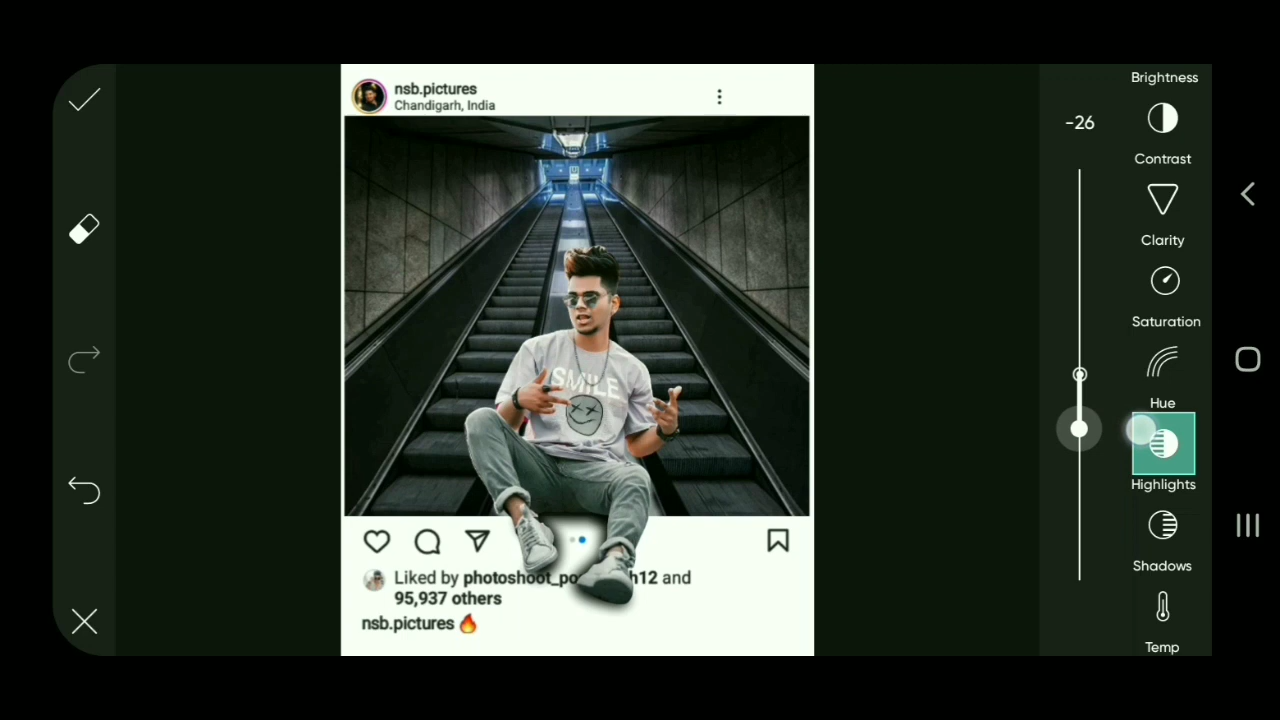 Brightness
-26
Contrast
Clarity
Saturation
Hue
Highlights
Shadows
Temp
nsb.pictures
Chandigarh, India
SMILE
Liked by photoshoot_po h12 and
95,937 others
nsb.pictures 🔥